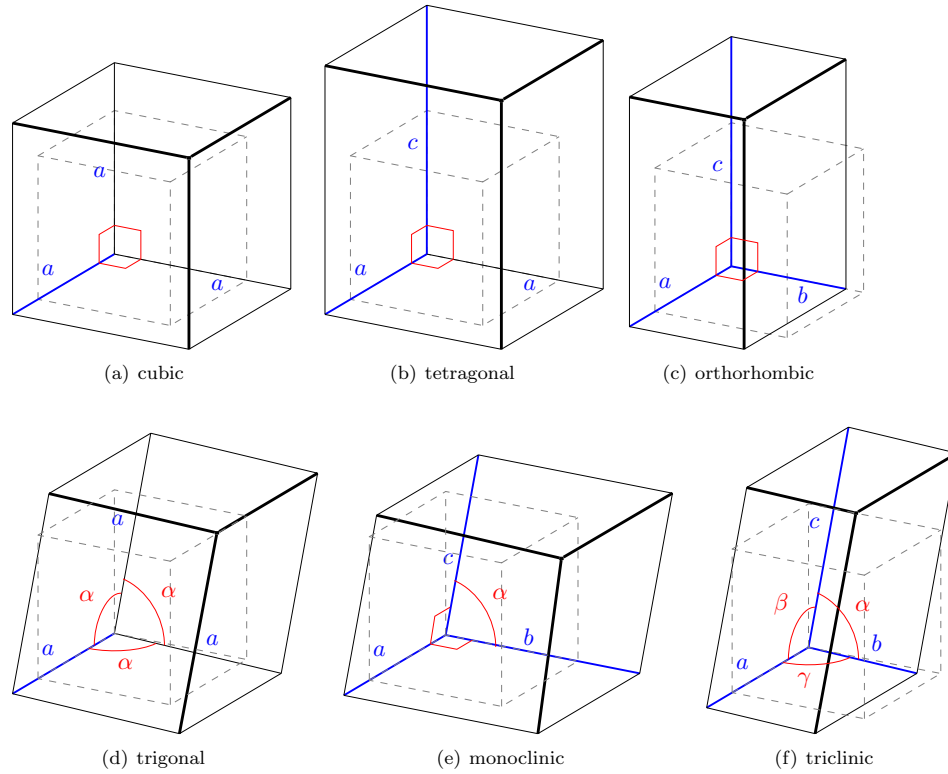 a
a
a
(a) cubic
c
a
a
(b) tetragonal
c
a
b
(c) orthorhombic
a
α
α
a
α
a
(d) trigonal
c
α
a
b
(e) monoclinic
c
β
α
a
b
γ
(f) triclinic